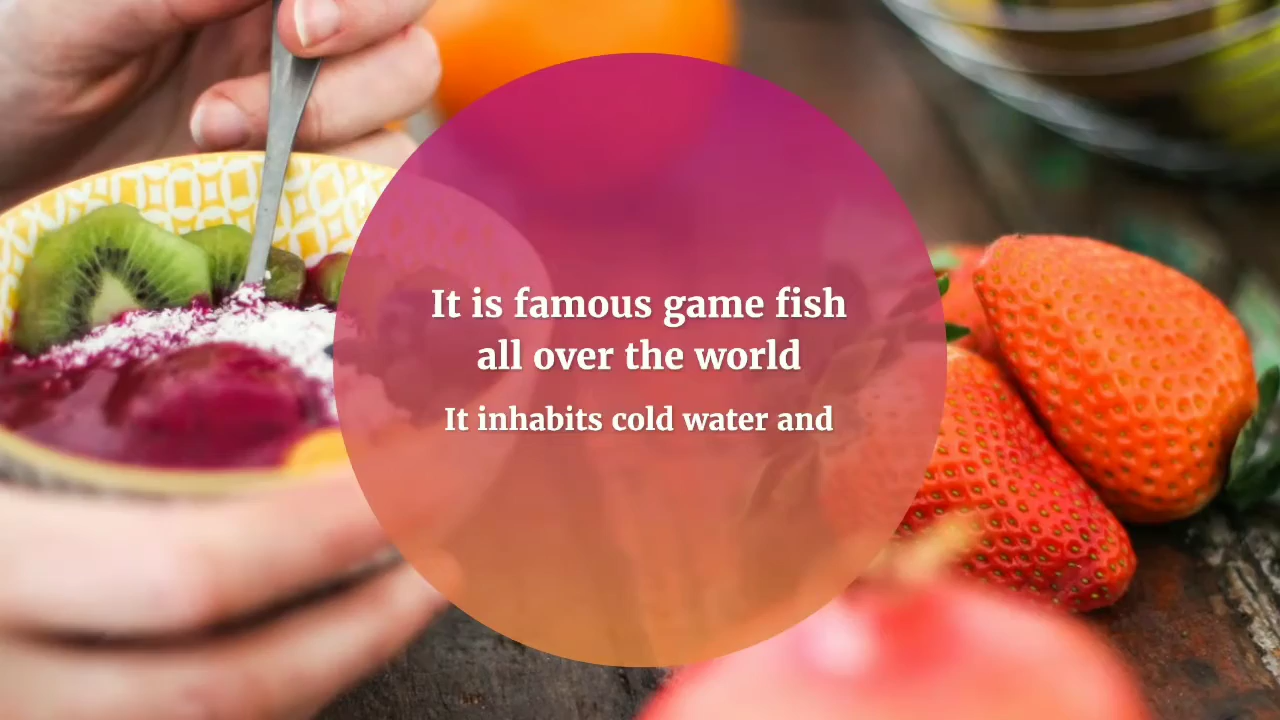 It is famous game fish
all over the world
It inhabits cold water and